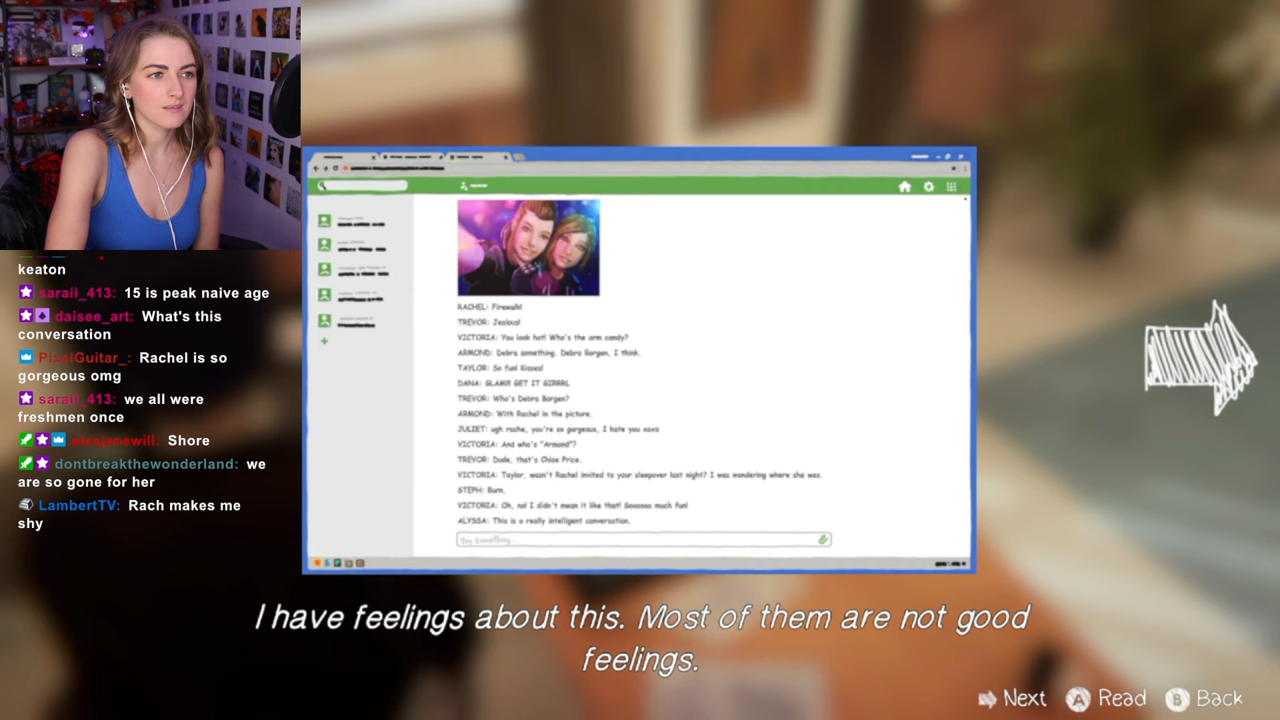 keaton
saraii_413: 15 is peak naive age
daisee_art: What's this
conversation
PixelGuitar_: Rachel is so
gorgeous omg
saraii_413: we all were
freshmen once
alexjanewill: Shore
dontbreakthewonderland: we
are so gone for her
LambertTV: Rach makes me
shy
RACHEL: Firewalk!
TREVOR: Jealous!
VICTORIA: You look hot! Who's the arm candy?
ARMOND: Debra something. Debra Borgen, I think.
TAYLOR: So fun! Kisses!
DANA: GLAM!!! GET IT GIRRRL
TREVOR: Who's Debra Borgen?
ARMOND: With Rachel in the picture.
JULIET: ugh rache, you're so gorgeous, I hate you xoxo
VICTORIA: And who's "Armond"?
TREVOR: Dude, that's Chloe Price.
VICTORIA: Taylor, wasn't Rachel invited to your sleepover last night? I was wondering where she was.
STEPH: Burn.
VICTORIA: Oh, no! I didn't mean it like that! Soooooo much fun!
ALYSSA: This is a really intelligent conversation.
Say Something...
I have feelings about this. Most of them are not good
feelings.
Next A Read B Back